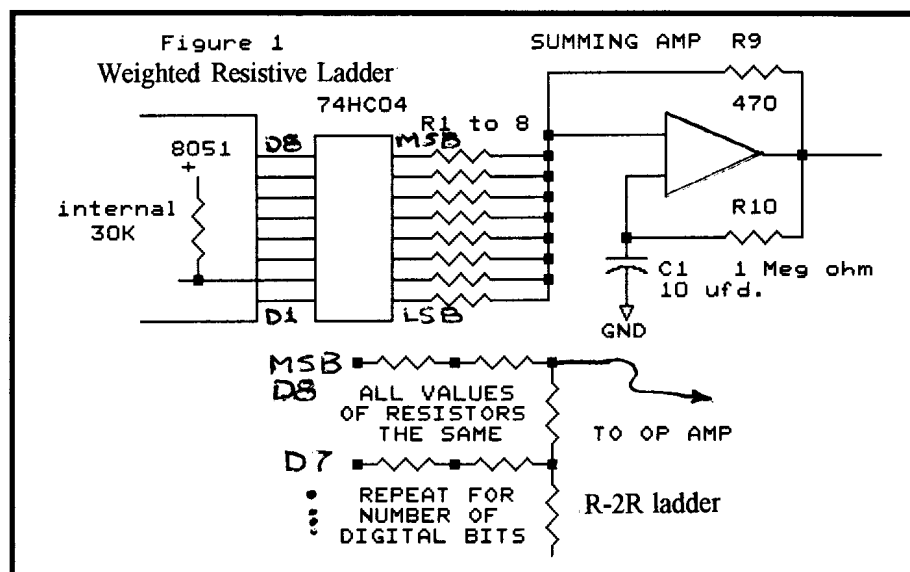 Figure 1
Weighted Resistive Ladder
SUMMING AMP R9
470
74HC04
R1 to 8
8051
+
internal
30K
D8
MSB
D1
LSB
R10
1 Meg ohm
C1
10 ufd.
GND
MSB
D8
ALL VALUES
OF RESISTORS
THE SAME
TO OP AMP
D7
REPEAT FOR
NUMBER OF
DIGITAL BITS
R-2R ladder